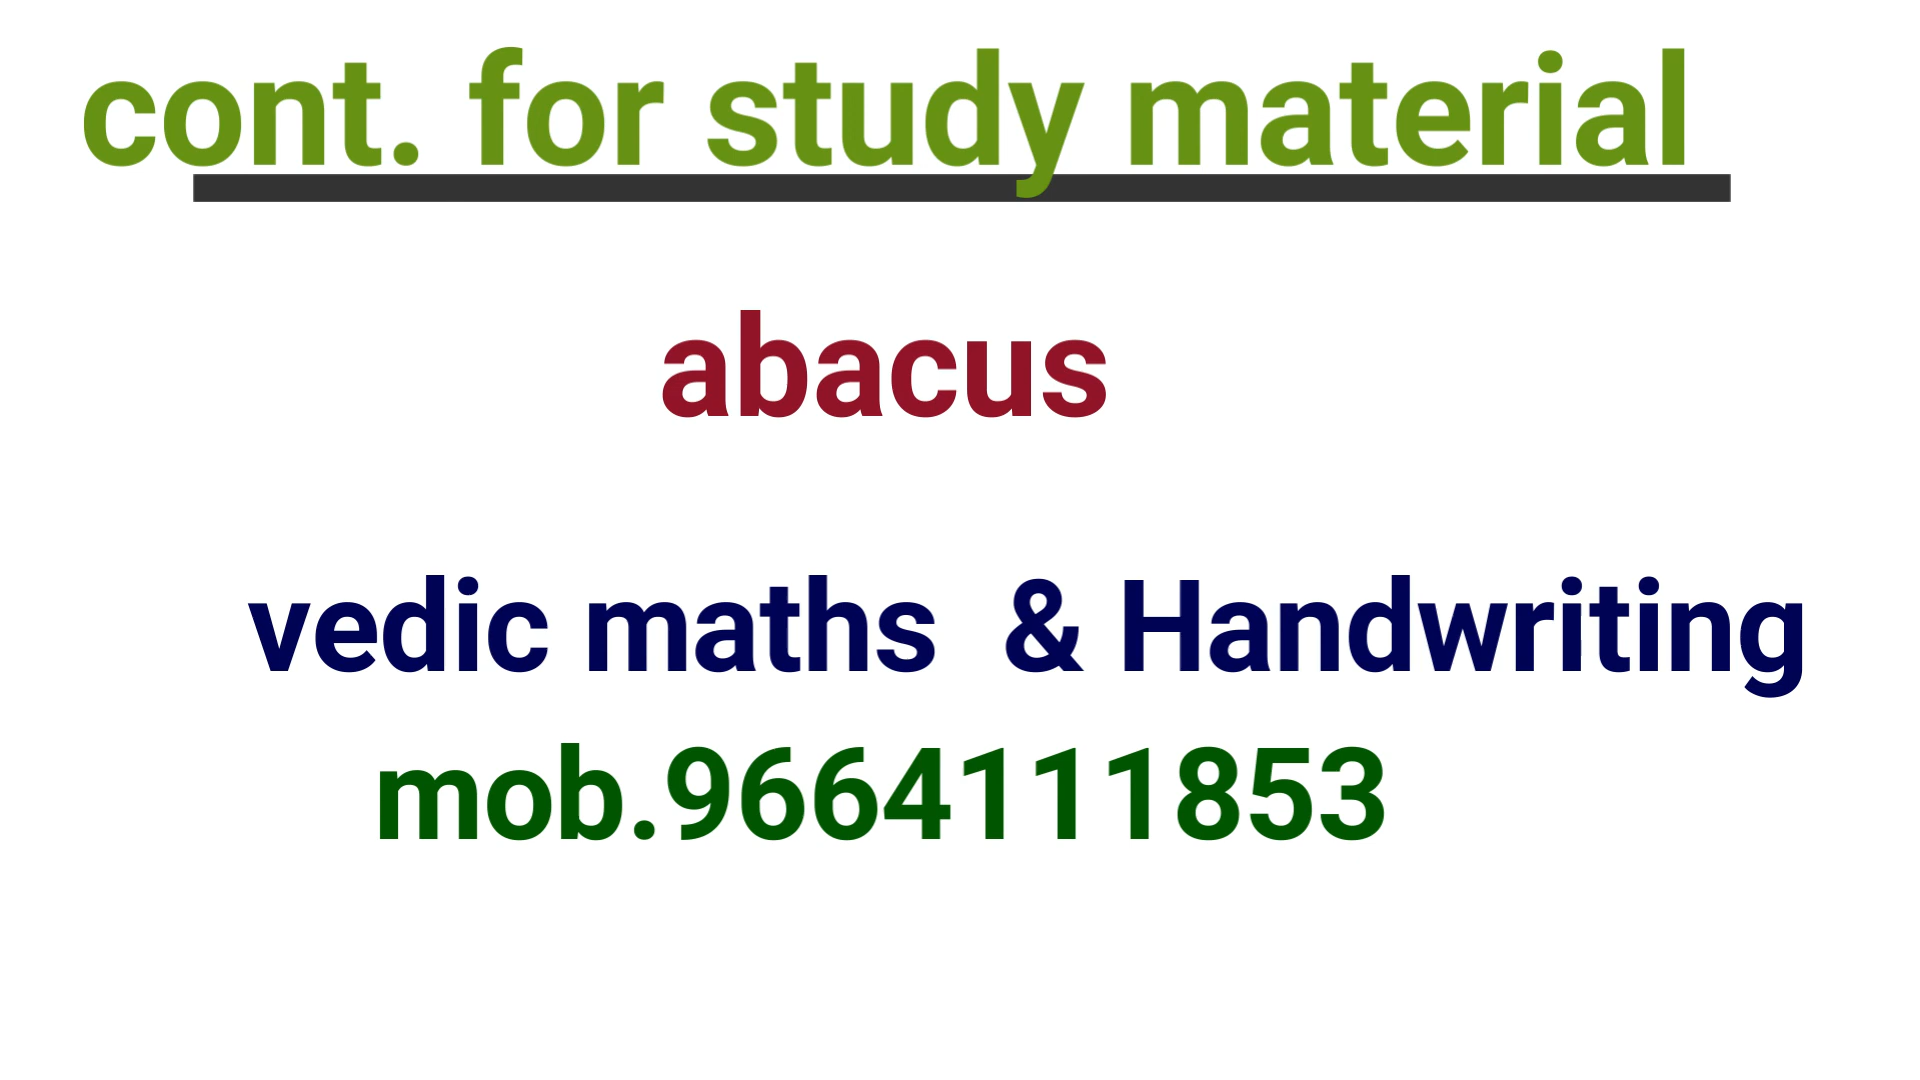 cont. for study material
abacus
vedic maths & Handwriting
mob.9664111853